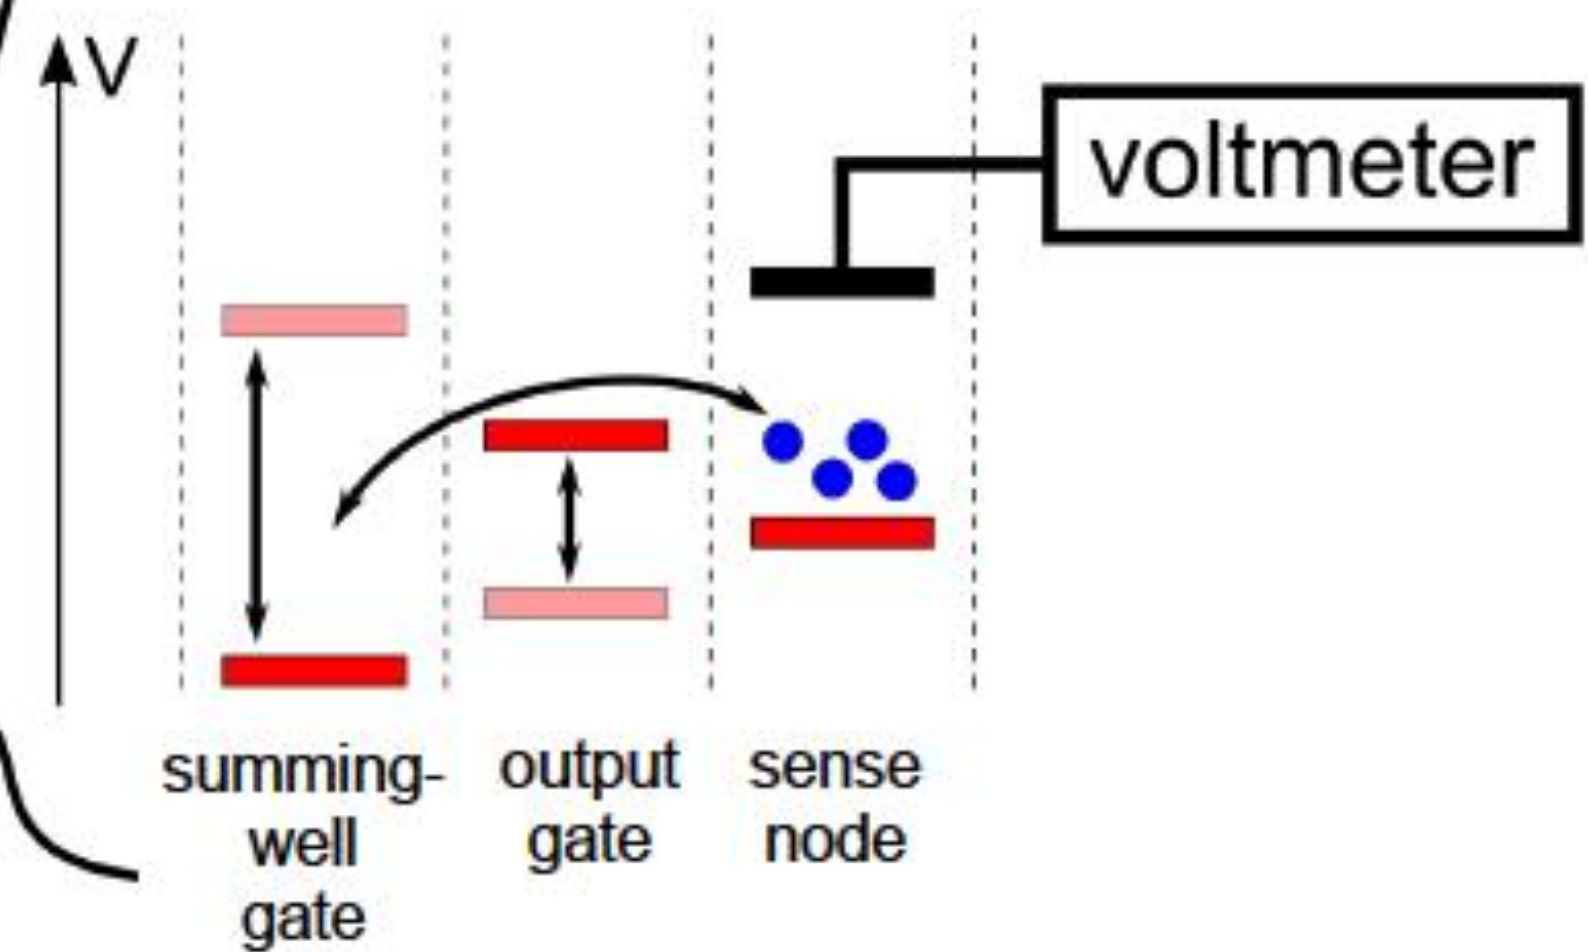 V
voltmeter
summing-
well
gate
output
gate
sense
node